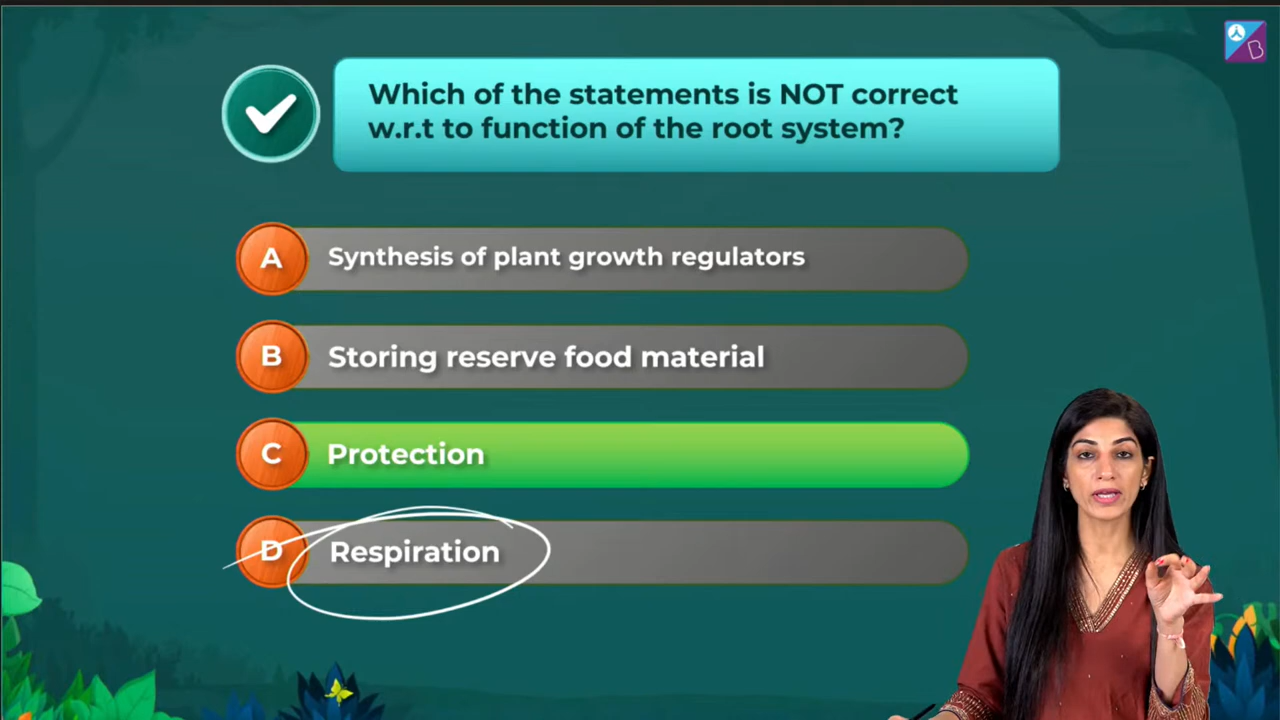 Which of the statements is NOT correct
w.r.t to function of the root system?
A Synthesis of plant growth regulators
B Storing reserve food material
C Protection
D Respiration
B